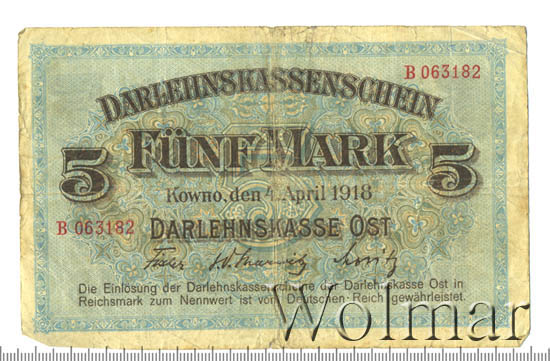 B 063182
DARLEHNSKASSENSCHEIN
5 FÜNF MARK 5
Kowno, den 4. April 1918
B 063182 DARLEHNSKASSE OST
Die Einlösung der Darlehnskassenscheine der Darlehnskasse Ost in
Reichsmark zum Nennwert ist vom Deutschen Reich gewährleistet.
Wolmar